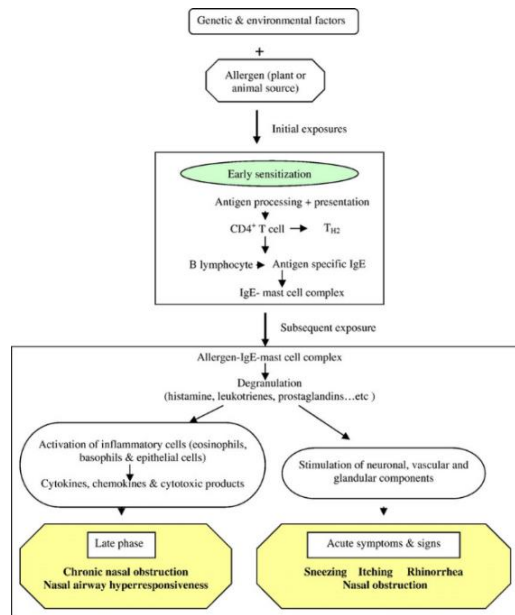 Genetic & environmental factors
+
Allergen (plant or
animal source)
Initial exposures
Early sensitization
Antigen processing + presentation
CD4+ T cell
TH2
B lymphocyte
Antigen specific IgE
IgE- mast cell complex
Subsequent exposure
Allergen-IgE-mast cell complex
Degranulation
(histamine, leukotrienes, prostaglandins…etc )
Activation of inflammatory cells (eosinophils,
basophils & epithelial cells)
Cytokines, chemokines & cytotoxic products
Stimulation of neuronal, vascular and
glandular components
Late phase
Chronic nasal obstruction
Nasal airway hyperresponsiveness
Acute symptoms & signs
Sneezing Itching Rhinorrhea
Nasal obstruction